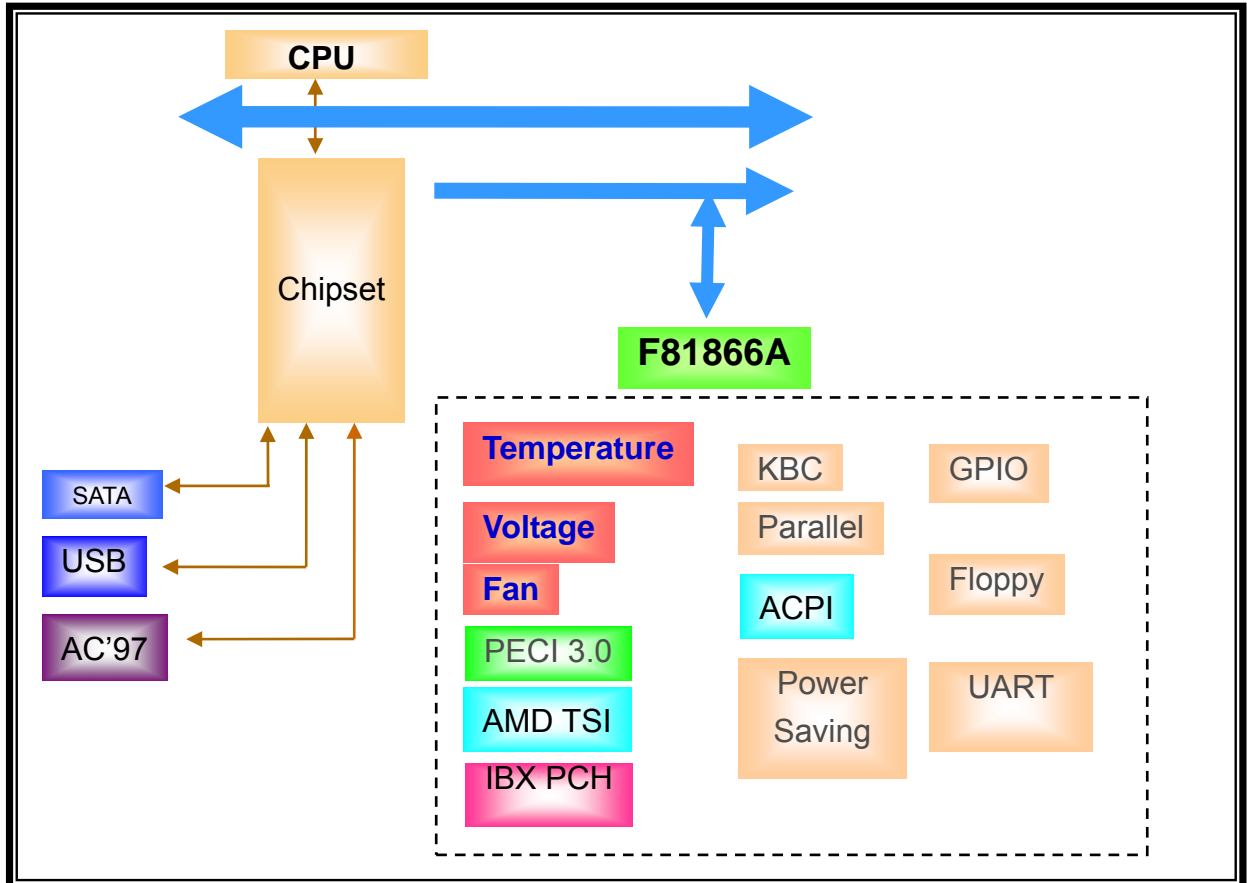 CPU
Chipset
F81866A
SATA
USB
AC’97
Temperature
Voltage
Fan
PECI 3.0
AMD TSI
IBX PCH
KBC
Parallel
ACPI
Power
Saving
GPIO
Floppy
UART